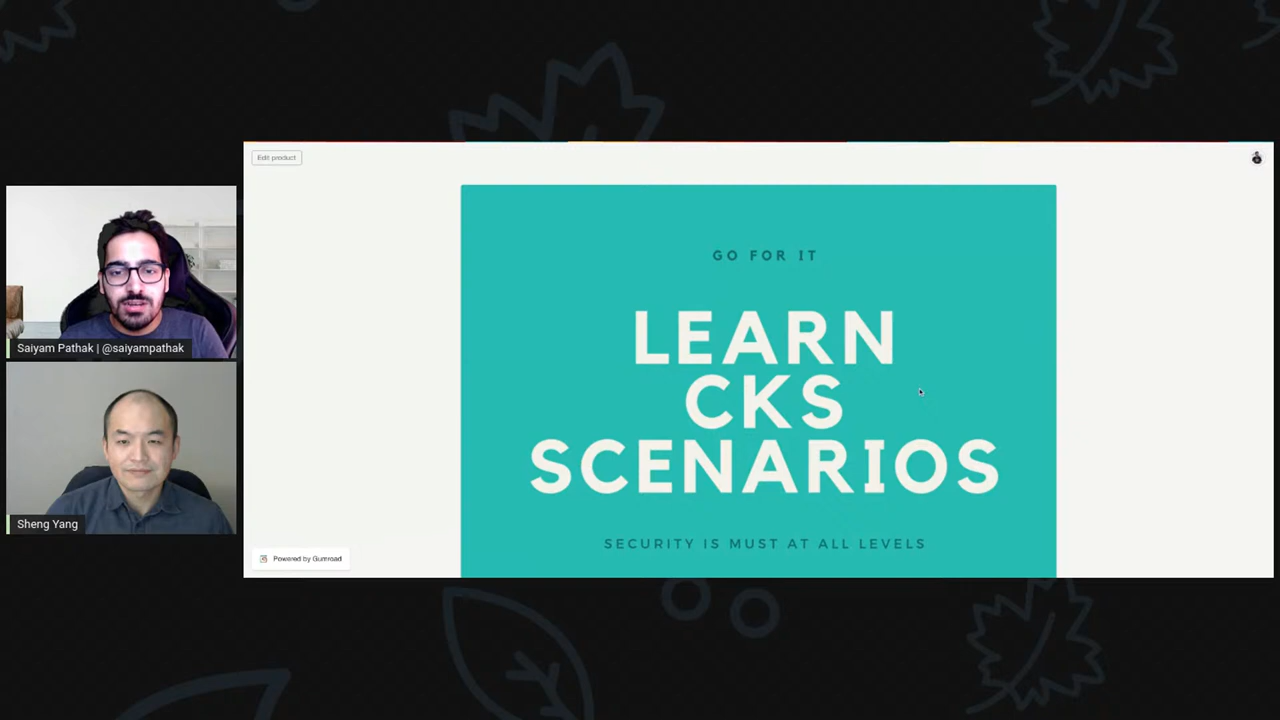 Edit product
GO FOR IT
LEARN
CKS
SCENARIOS
SECURITY IS MUST AT ALL LEVELS
Powered by Gumroad
Saiyam Pathak | @saiyampathak
Sheng Yang